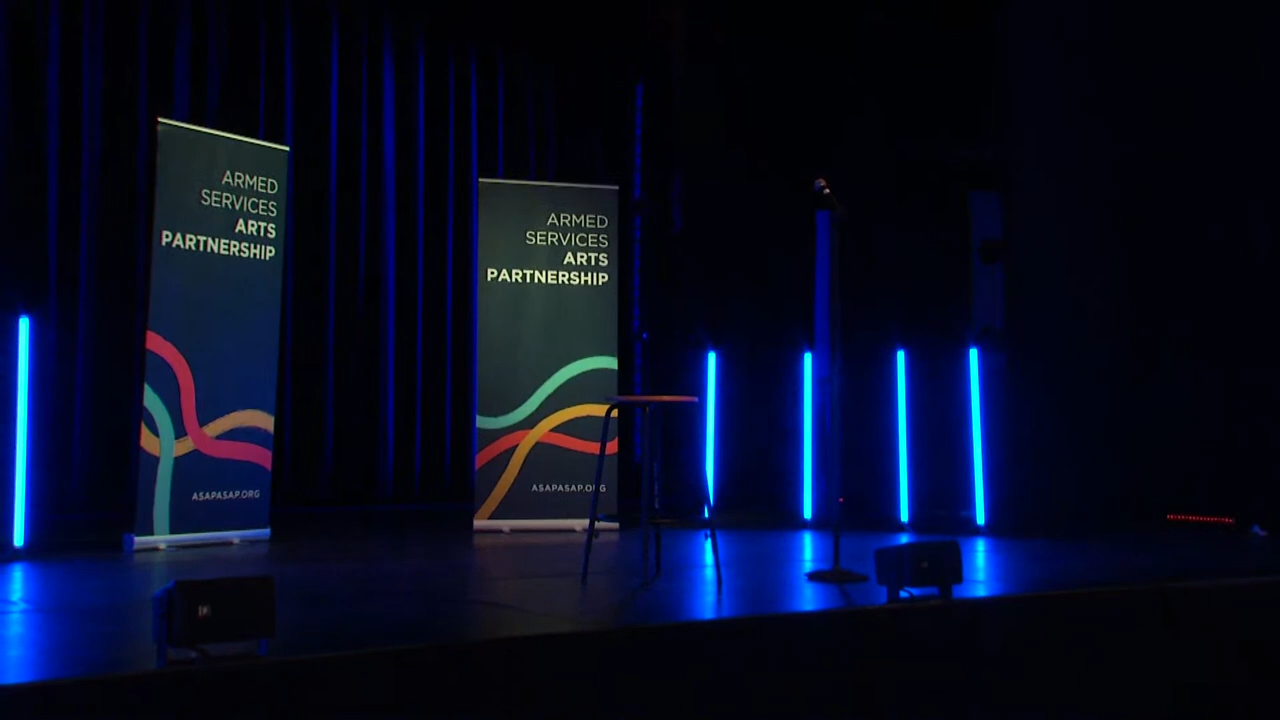 ARMED
SERVICES
ARTS
PARTNERSHIP
ASAPASAP.ORG
ARMED
SERVICES
ARTS
PARTNERSHIP
ASAPASAP.ORG